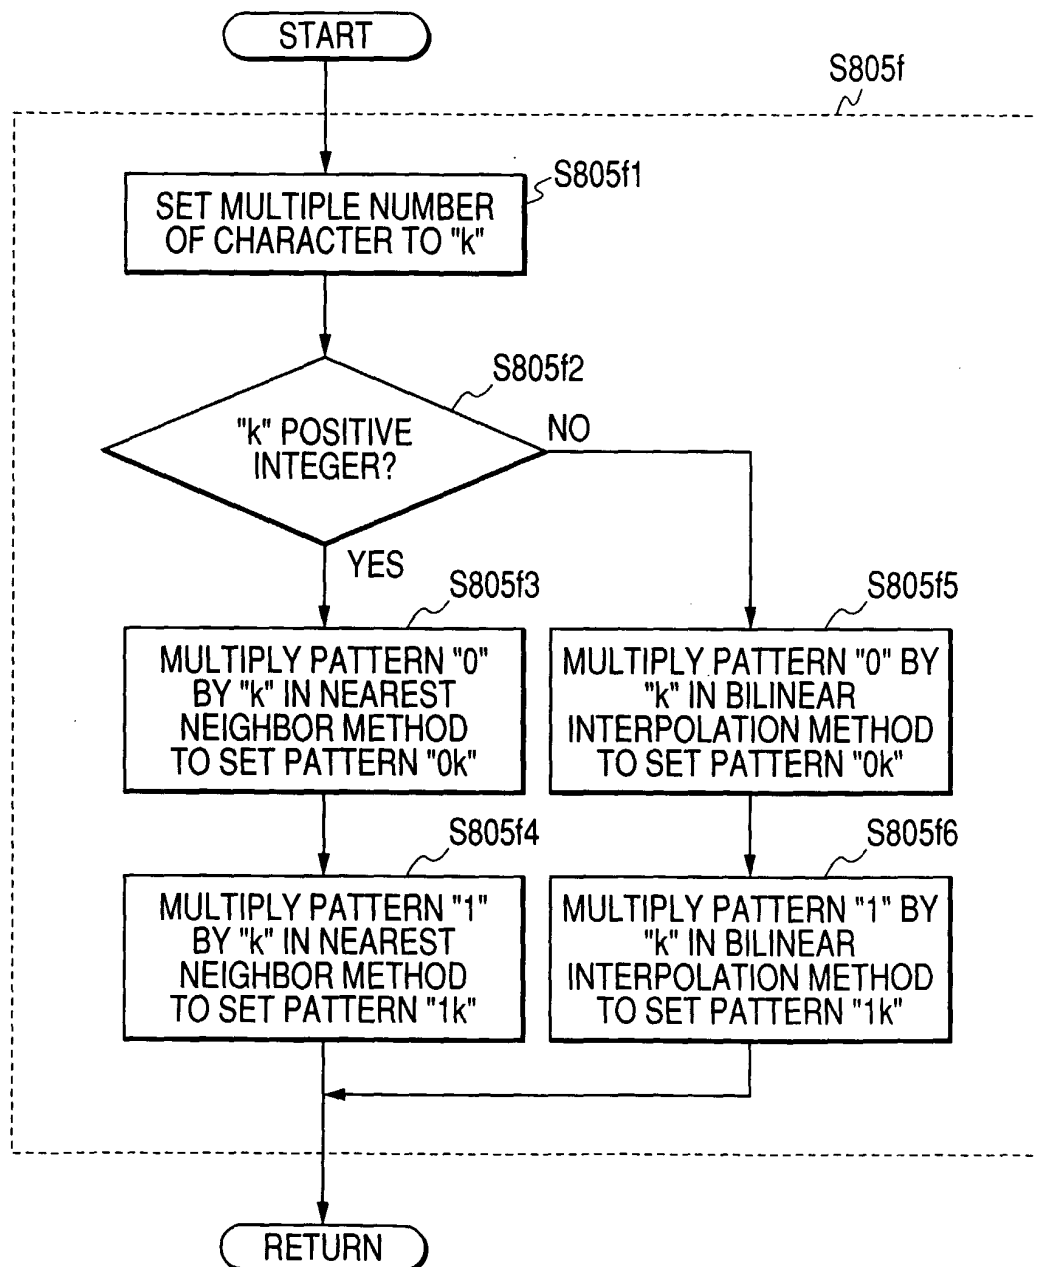 START
S805f
S805f1
SET MULTIPLE NUMBER
OF CHARACTER TO "k"
S805f2
"k" POSITIVE
INTEGER?
NO
YES
S805f3
MULTIPLY PATTERN "0"
BY "k" IN NEAREST
NEIGHBOR METHOD
TO SET PATTERN "0k"
S805f5
MULTIPLY PATTERN "0" BY
"k" IN BILINEAR
INTERPOLATION METHOD
TO SET PATTERN "0k"
S805f4
MULTIPLY PATTERN "1"
BY "k" IN NEAREST
NEIGHBOR METHOD
TO SET PATTERN "1k"
S805f6
MULTIPLY PATTERN "1" BY
"k" IN BILINEAR
INTERPOLATION METHOD
TO SET PATTERN "1k"
RETURN